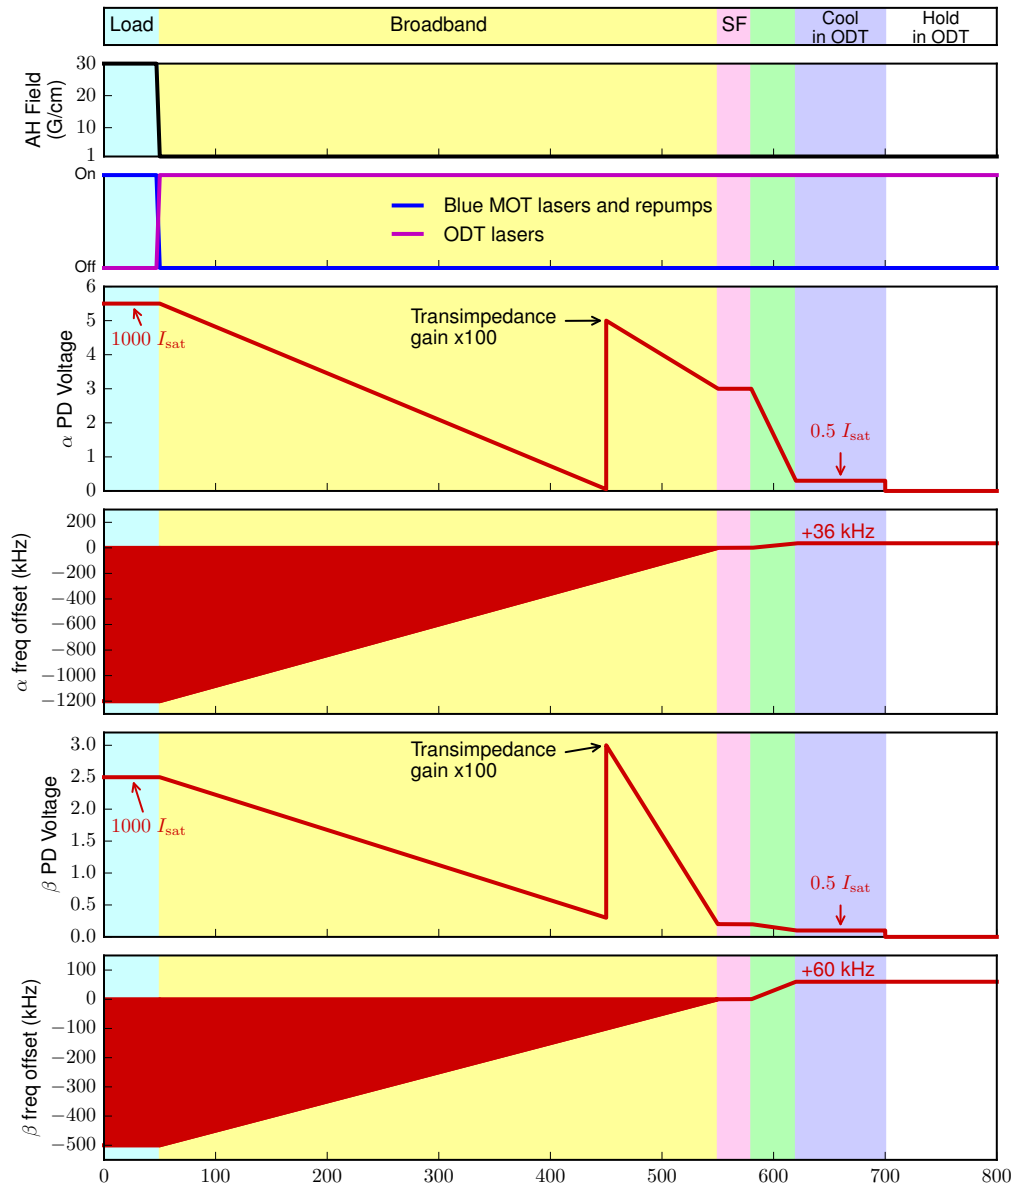 Load Broadband SF Cool in ODT Hold in ODT
AH Field (G/cm)
30
20
10
1
On
Off
Blue MOT lasers and repumps
ODT lasers
α PD Voltage
6
5
4
3
2
1
0
1000 I_sat
Transimpedance
gain x100
0.5 I_sat
α freq offset (kHz)
200
0
−200
−400
−600
−800
−1000
−1200
+36 kHz
β PD Voltage
3.0
2.5
2.0
1.5
1.0
0.5
0.0
1000 I_sat
Transimpedance
gain x100
0.5 I_sat
β freq offset (kHz)
100
0
−100
−200
−300
−400
−500
+60 kHz
0 100 200 300 400 500 600 700 800